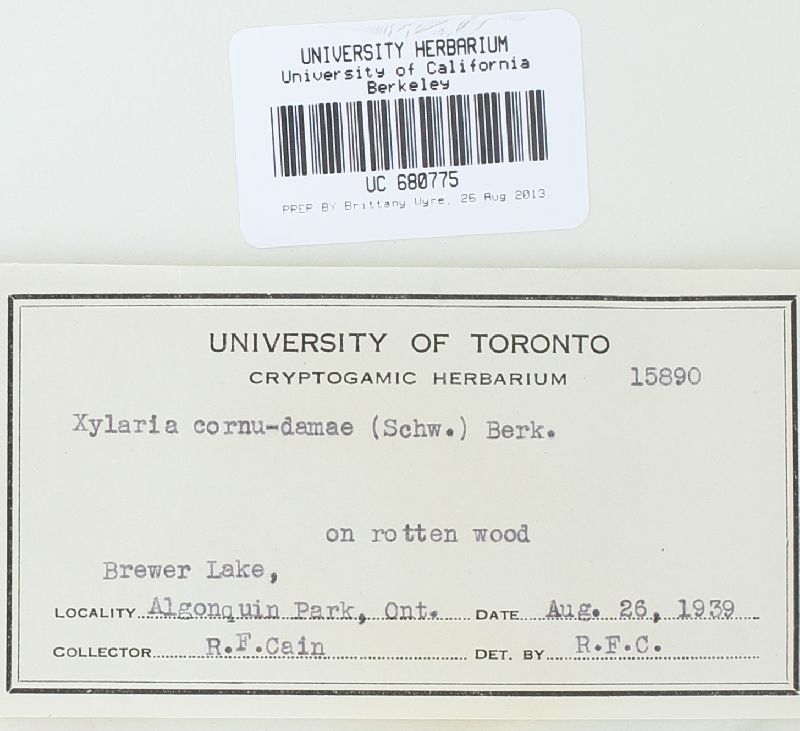 UNIVERSITY HERBARIUM
University of California
Berkeley
UC 680775
PREP BY Brittany Wyre, 26 Aug 2013
UNIVERSITY OF TORONTO
CRYPTOGAMIC HERBARIUM 15890
Xylaria cornu-damae (Schw.) Berk.
on rotten wood
Brewer Lake,
LOCALITY Algonquin Park, Ont. DATE Aug. 26, 1939
COLLECTOR R.F.Cain DET. BY R.F.C.